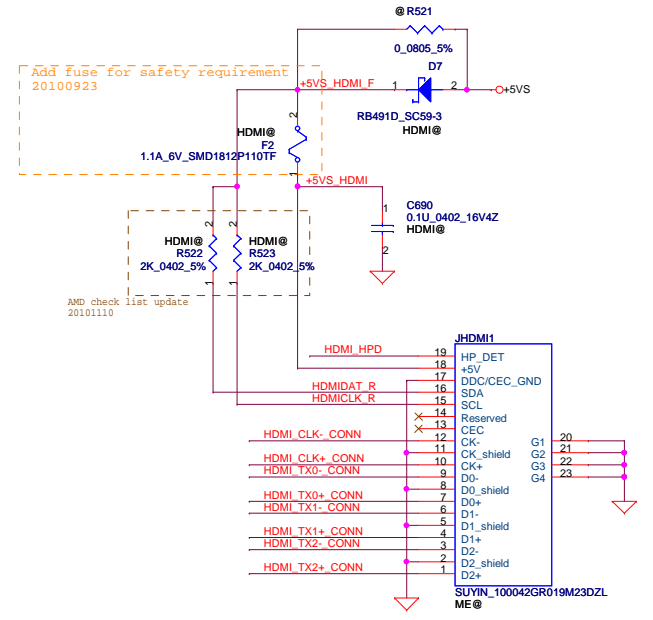 @ R521
0_0805_5%
D7
Add fuse for safety requirement
20100923
+5VS_HDMI_F
1
2
+5VS
RB491D_SC59-3
HDMI@
2
HDMI@
F2
1.1A_6V_SMD1812P110TF
1
+5VS_HDMI
C690
0.1U_0402_16V4Z
HDMI@
1
2
2
2
HDMI@
HDMI@
R522
R523
2K_0402_5%
2K_0402_5%
1
1
AMD check list update
20101110
JHDMI1
HDMI_HPD
19
HP_DET
18
+5V
17
DDC/CEC_GND
HDMIDAT_R
16
SDA
HDMICLK_R
15
SCL
14
Reserved
13
CEC
HDMI_CLK-_CONN
12
CK-
G1
20
11
CK_shield
G2
21
HDMI_CLK+_CONN
10
CK+
G3
22
HDMI_TX0-_CONN
9
D0-
G4
23
8
D0_shield
HDMI_TX0+_CONN
7
D0+
HDMI_TX1-_CONN
6
D1-
5
D1_shield
HDMI_TX1+_CONN
4
D1+
HDMI_TX2-_CONN
3
D2-
2
D2_shield
HDMI_TX2+_CONN
1
D2+
SUYIN_100042GR019M23DZL
ME@